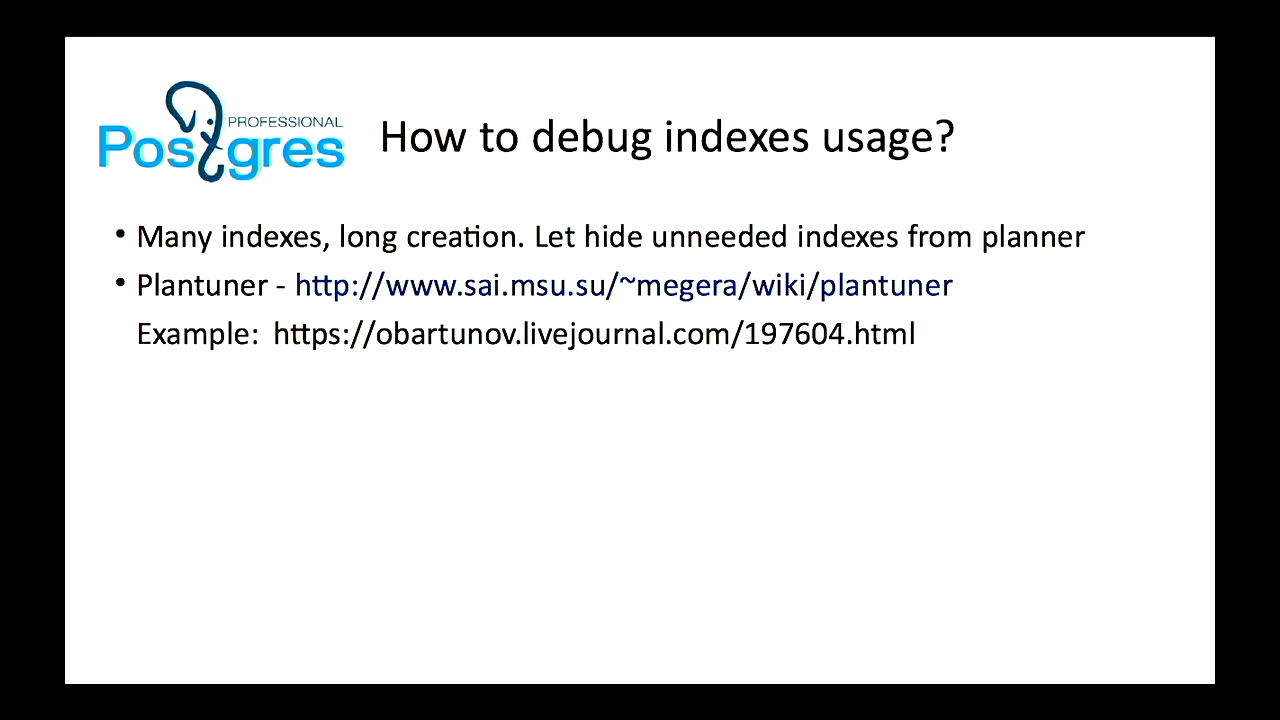 PROFESSIONAL
Postgres
How to debug indexes usage?
• Many indexes, long creation. Let hide unneeded indexes from planner
• Plantuner - http://www.sai.msu.su/~megera/wiki/plantuner
Example: https://obartunov.livejournal.com/197604.html